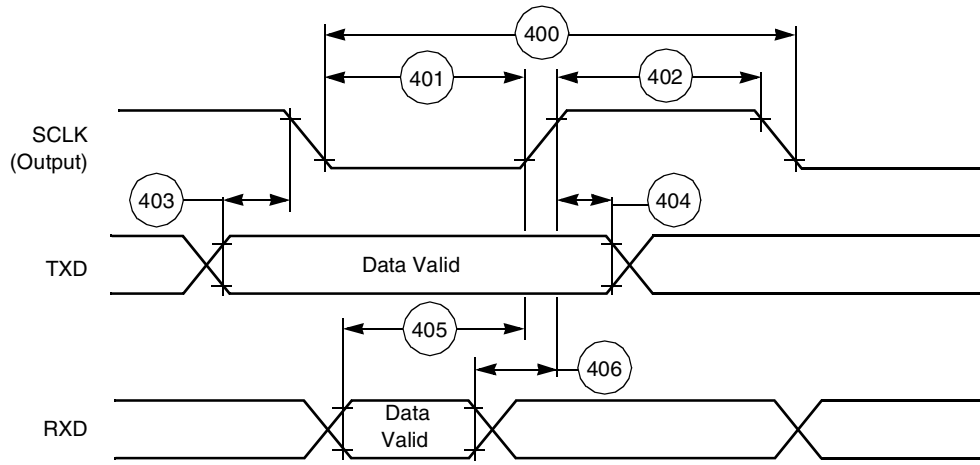 400
401
402
SCLK
(Output)
403
404
TXD
Data Valid
405
406
RXD
Data
Valid